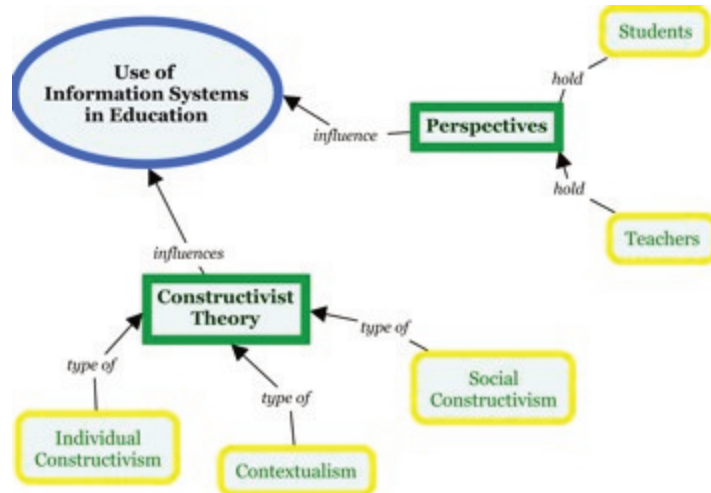 Students
hold
Use of
Information Systems
in Education
influence
Perspectives
hold
Teachers
influences
Constructivist
Theory
type of
type of
type of
Social
Constructivism
Individual
Constructivism
Contextualism